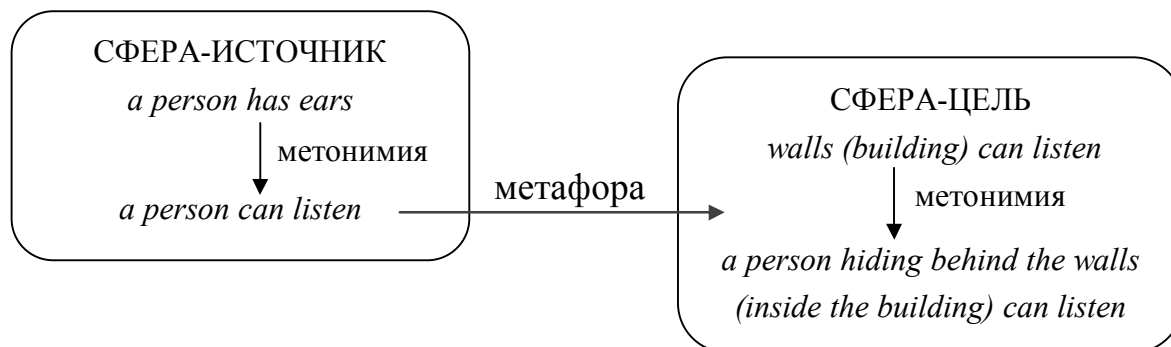 СФЕРА-ИСТОЧНИК
a person has ears
метонимия
a person can listen
метафора
СФЕРА-ЦЕЛЬ
walls (building) can listen
метонимия
a person hiding behind the walls
(inside the building) can listen